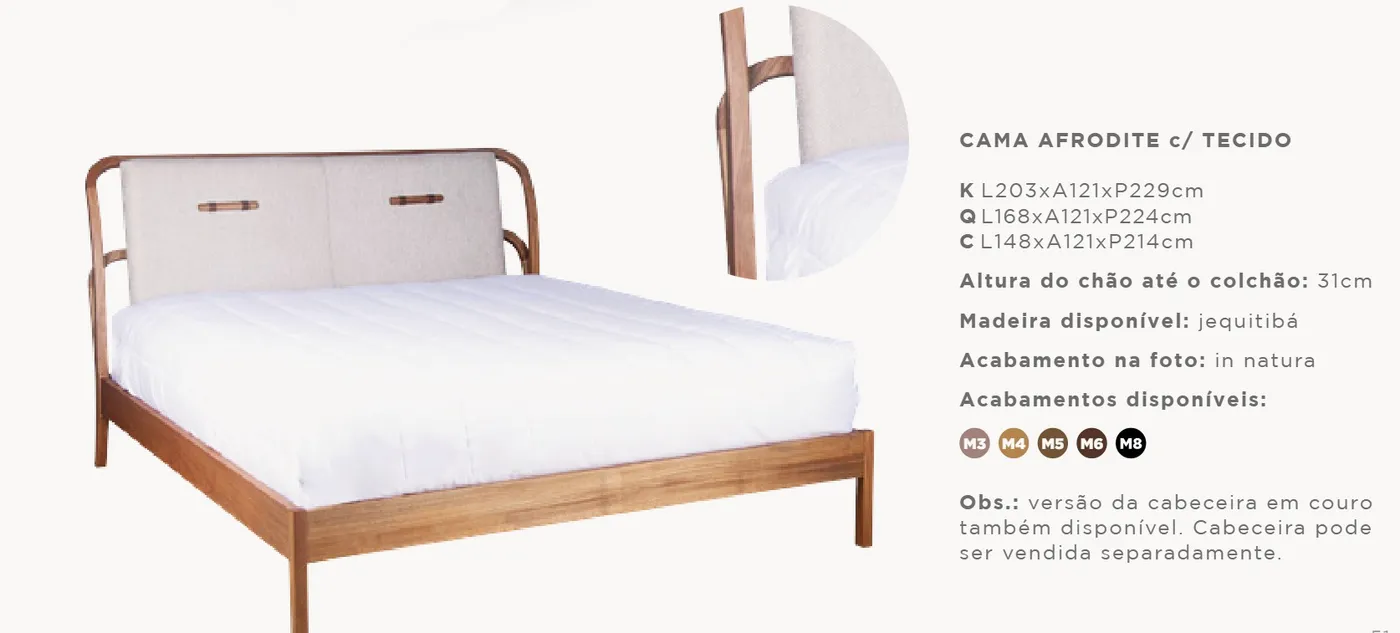 CAMA AFRODITE c/ TECIDO
K L203xA121xP229cm
Q L168xA121xP224cm
C L148xA121xP214cm
Altura do chão até o colchão: 31cm
Madeira disponível: jequitibá
Acabamento na foto: in natura
Acabamentos disponíveis:
M3 M4 M5 M6 M8
Obs.: versão da cabeceira em couro
também disponível. Cabeceira pode
ser vendida separadamente.